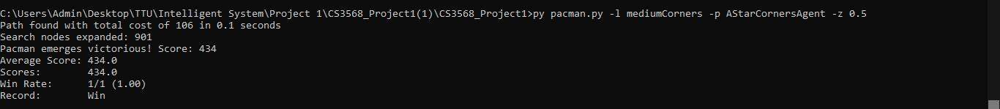 C:\Users\Admin\Desktop\TTU\Intelligent System\Project 1\CS3568_Project1(1)\CS3568_Project1>py pacman.py -l mediumCorners -p AStarCornersAgent -z 0.5
Path found with total cost of 106 in 0.1 seconds
Search nodes expanded: 901
Pacman emerges victorious! Score: 434
Average Score: 434.0
Scores:        434.0
Win Rate:      1/1 (1.00)
Record:        Win